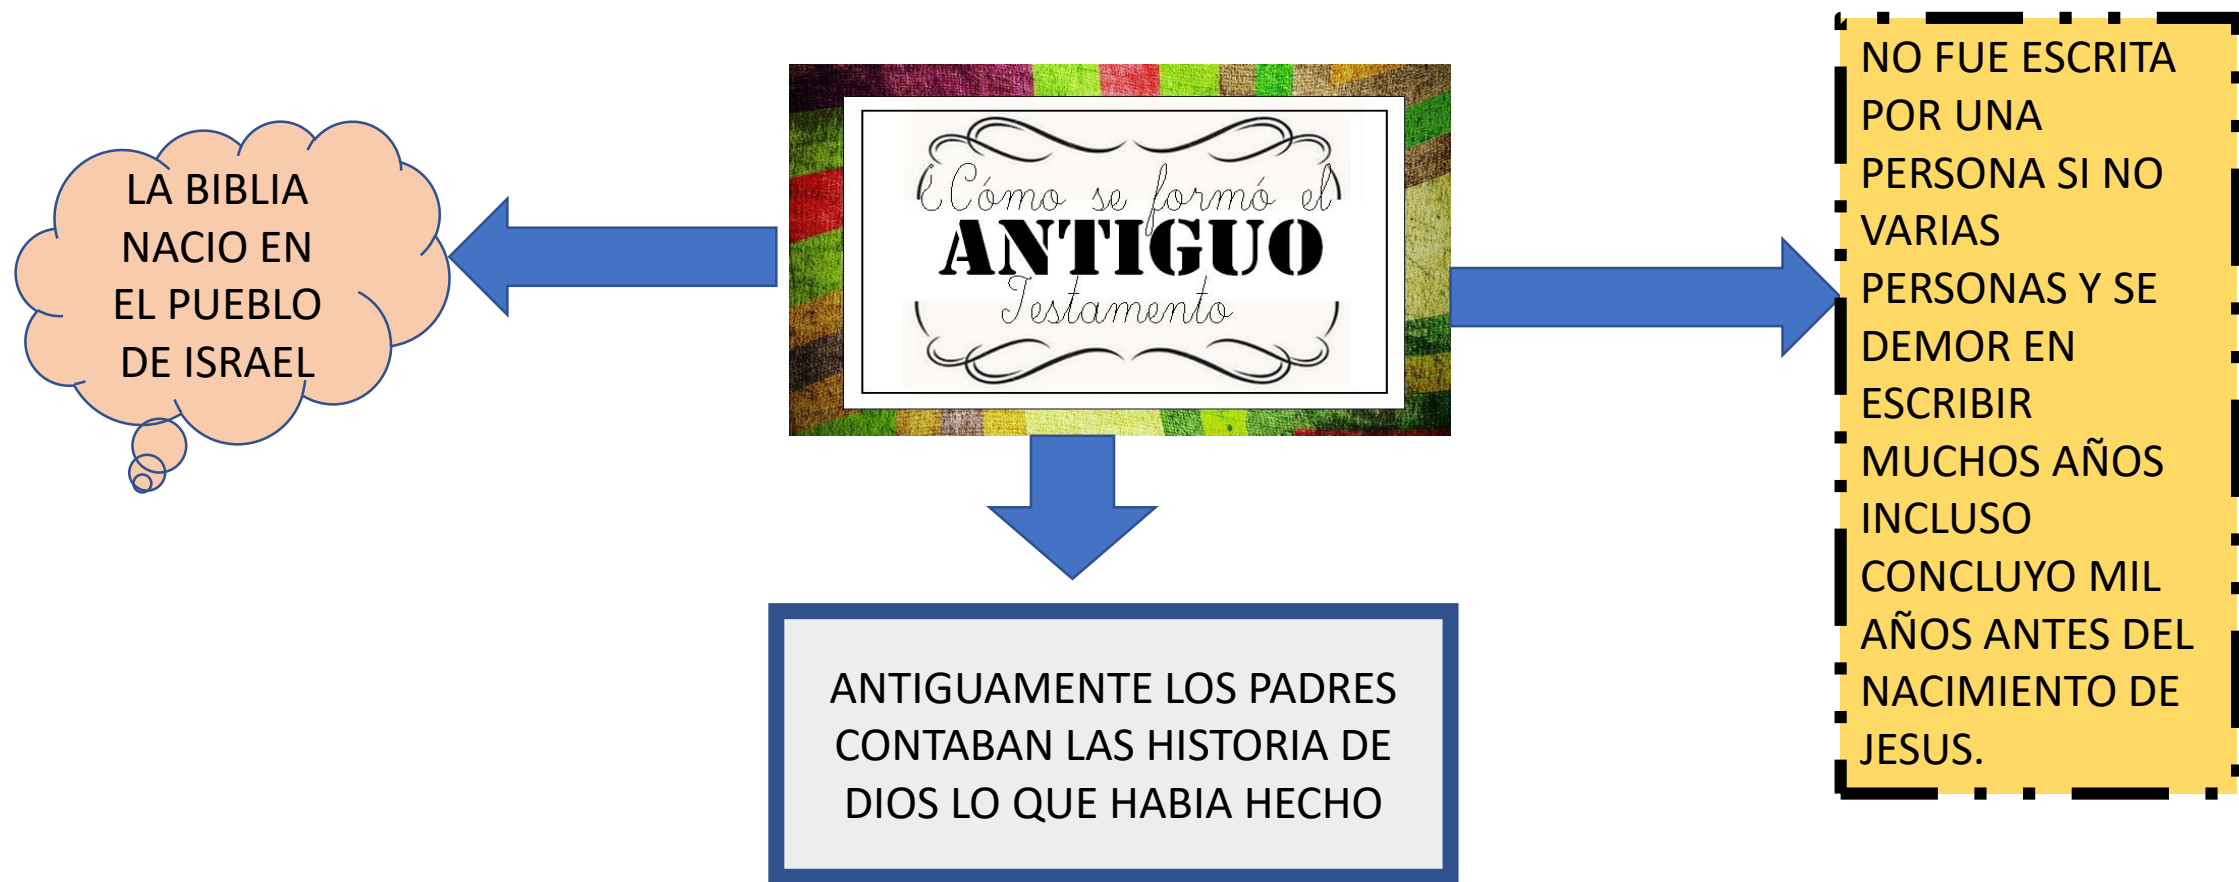 ¿Cómo se formó el
ANTIGUO
Testamento
LA BIBLIA
NACIO EN
EL PUEBLO
DE ISRAEL
ANTIGUAMENTE LOS PADRES
CONTABAN LAS HISTORIA DE
DIOS LO QUE HABIA HECHO
NO FUE ESCRITA
POR UNA
PERSONA SI NO
VARIAS
PERSONAS Y SE
DEMOR EN
ESCRIBIR
MUCHOS AÑOS
INCLUSO
CONCLUYO MIL
AÑOS ANTES DEL
NACIMIENTO DE
JESUS.